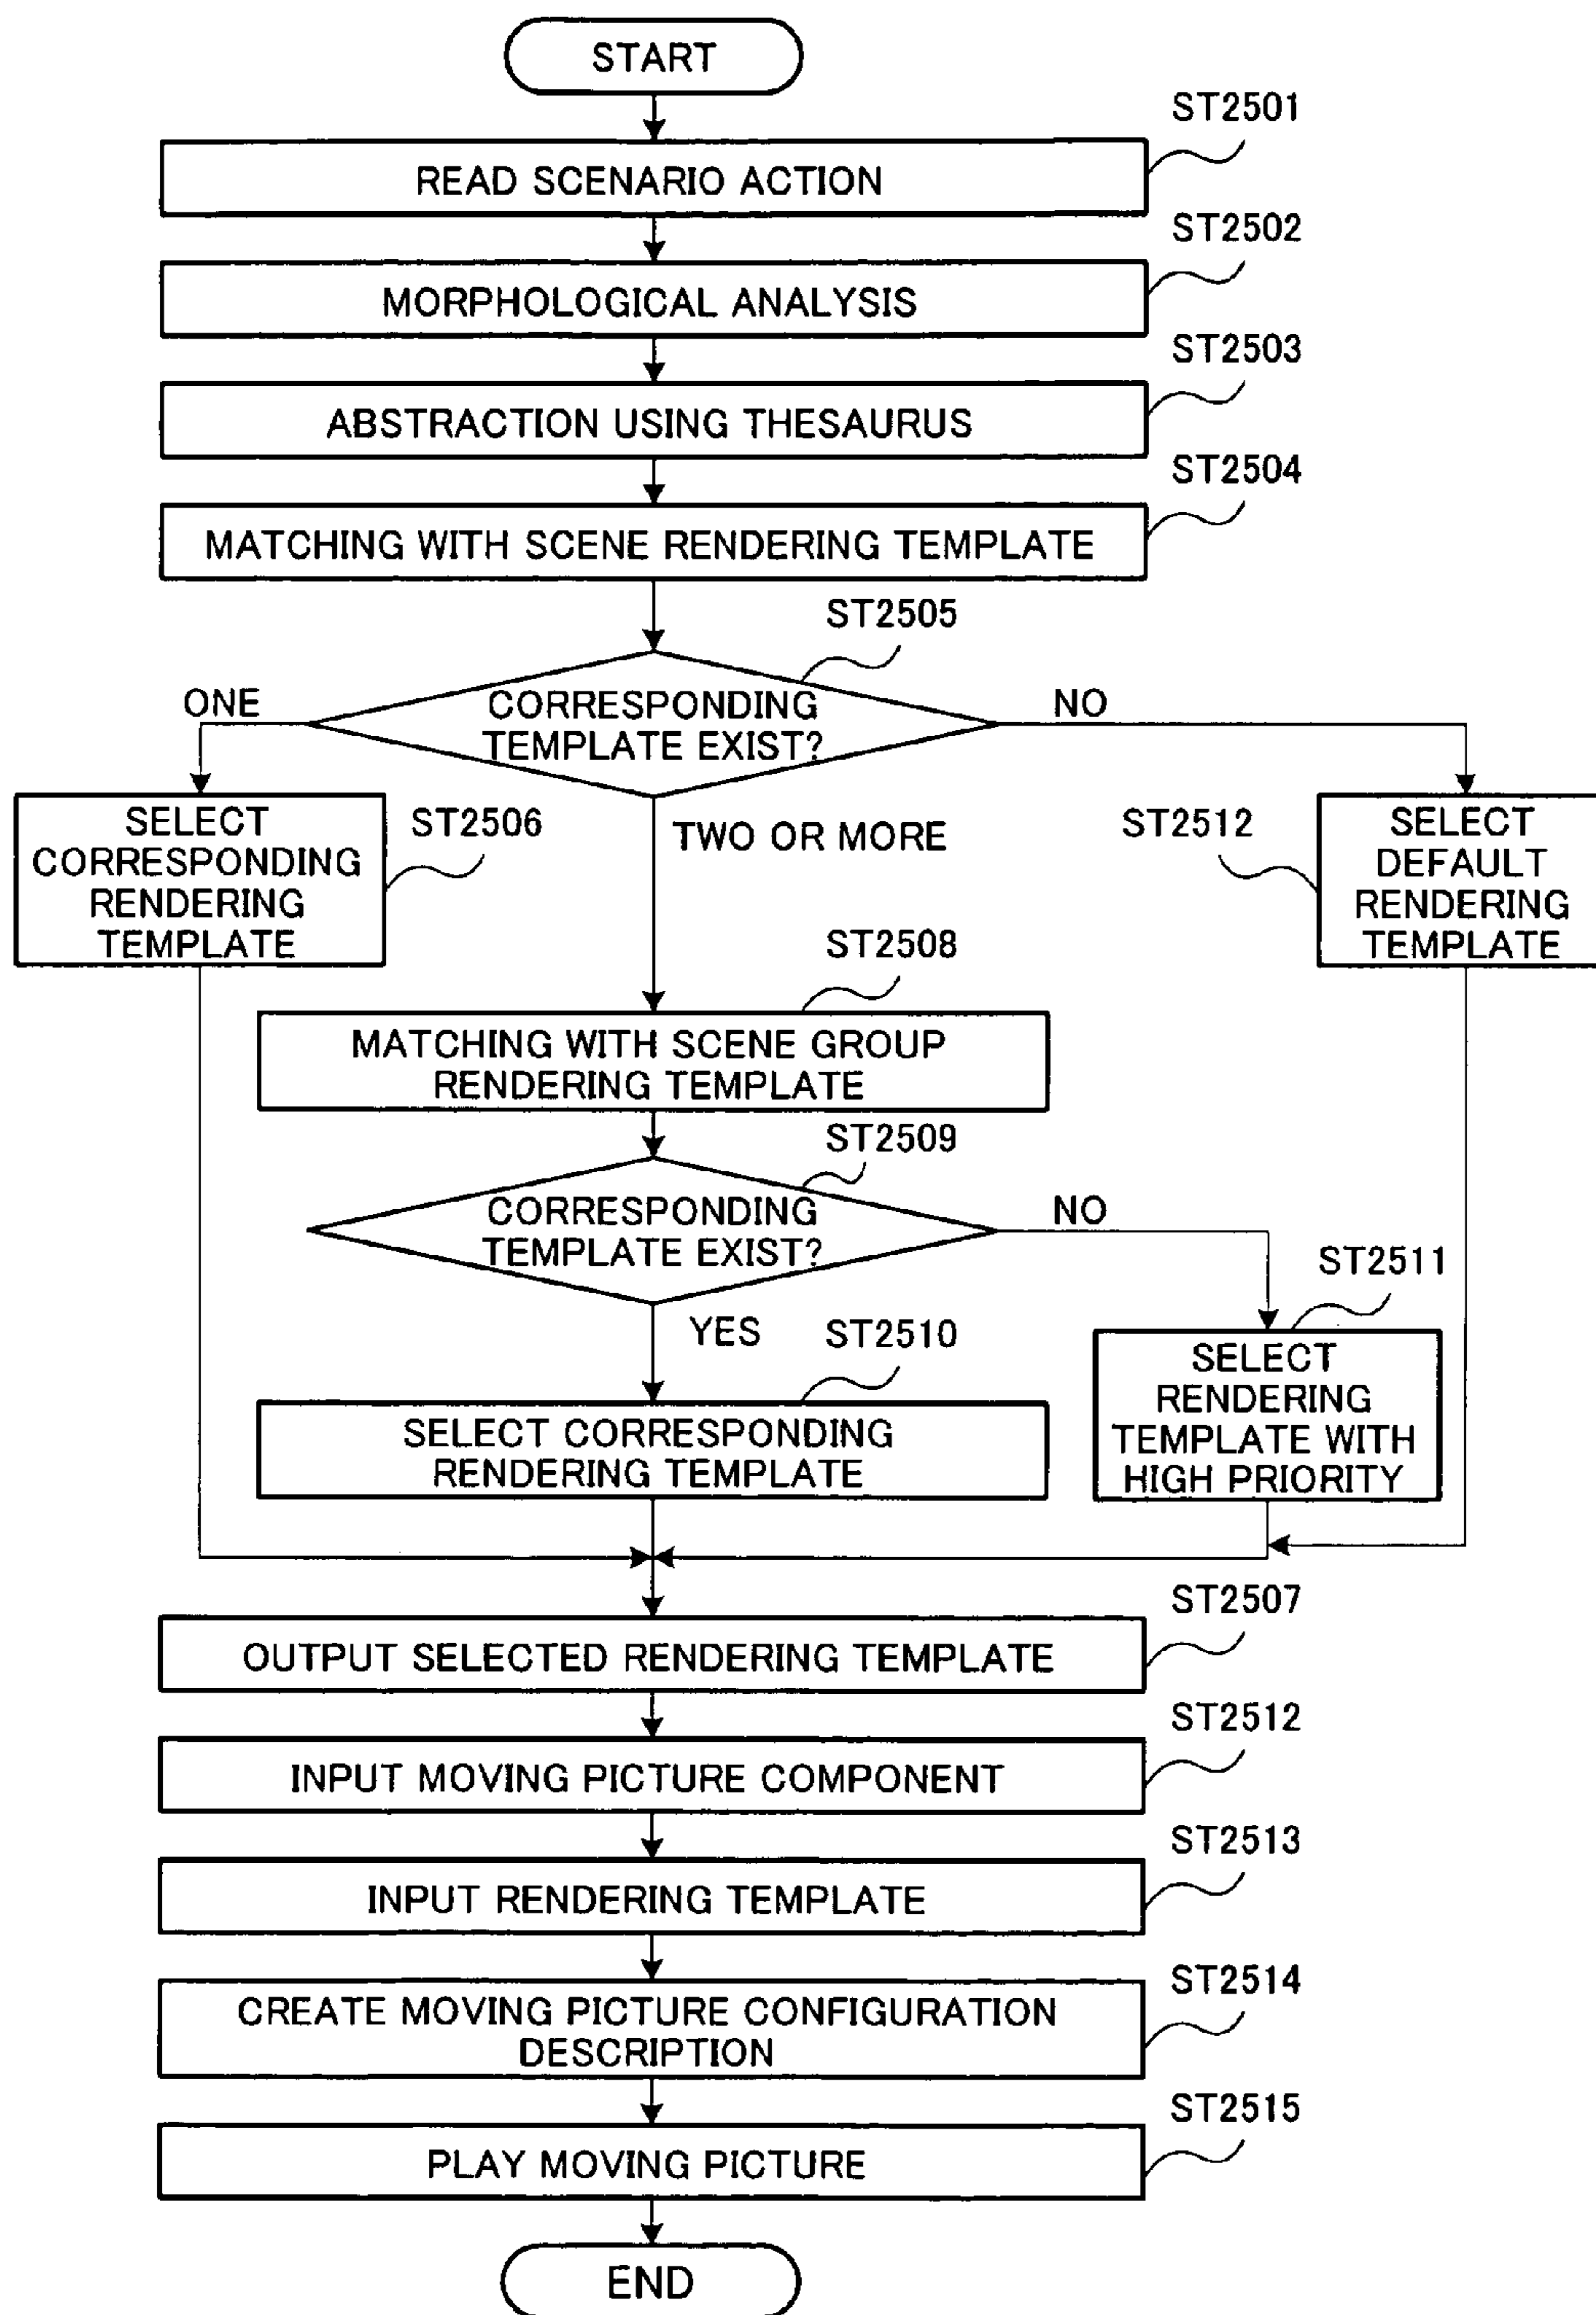 START
ST2501
READ SCENARIO ACTION
ST2502
MORPHOLOGICAL ANALYSIS
ST2503
ABSTRACTION USING THESAURUS
ST2504
MATCHING WITH SCENE RENDERING TEMPLATE
ST2505
CORRESPONDING
TEMPLATE EXIST?
ONE
NO
TWO OR MORE
SELECT
CORRESPONDING
RENDERING
TEMPLATE
ST2506
ST2512
SELECT
DEFAULT
RENDERING
TEMPLATE
ST2508
MATCHING WITH SCENE GROUP
RENDERING TEMPLATE
ST2509
CORRESPONDING
TEMPLATE EXIST?
NO
YES
ST2510
SELECT CORRESPONDING
RENDERING TEMPLATE
ST2511
SELECT
RENDERING
TEMPLATE WITH
HIGH PRIORITY
ST2507
OUTPUT SELECTED RENDERING TEMPLATE
ST2512
INPUT MOVING PICTURE COMPONENT
ST2513
INPUT RENDERING TEMPLATE
ST2514
CREATE MOVING PICTURE CONFIGURATION
DESCRIPTION
ST2515
PLAY MOVING PICTURE
END